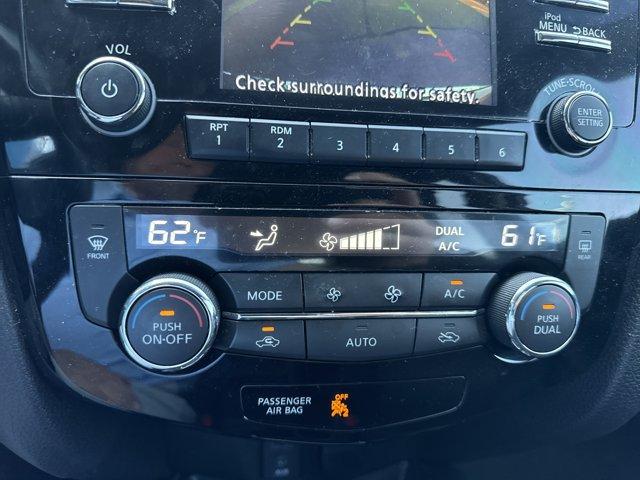 iPod
MENU BACK
VOL
Check surroundings for safety.
TUNE·SCROLL
ENTER
SETTING
RPT
1
RDM
2
3
4
5
6
62°F
DUAL
A/C
61°F
FRONT
REAR
MODE
A/C
PUSH
ON-OFF
AUTO
PUSH
DUAL
PASSENGER
AIR BAG
OFF